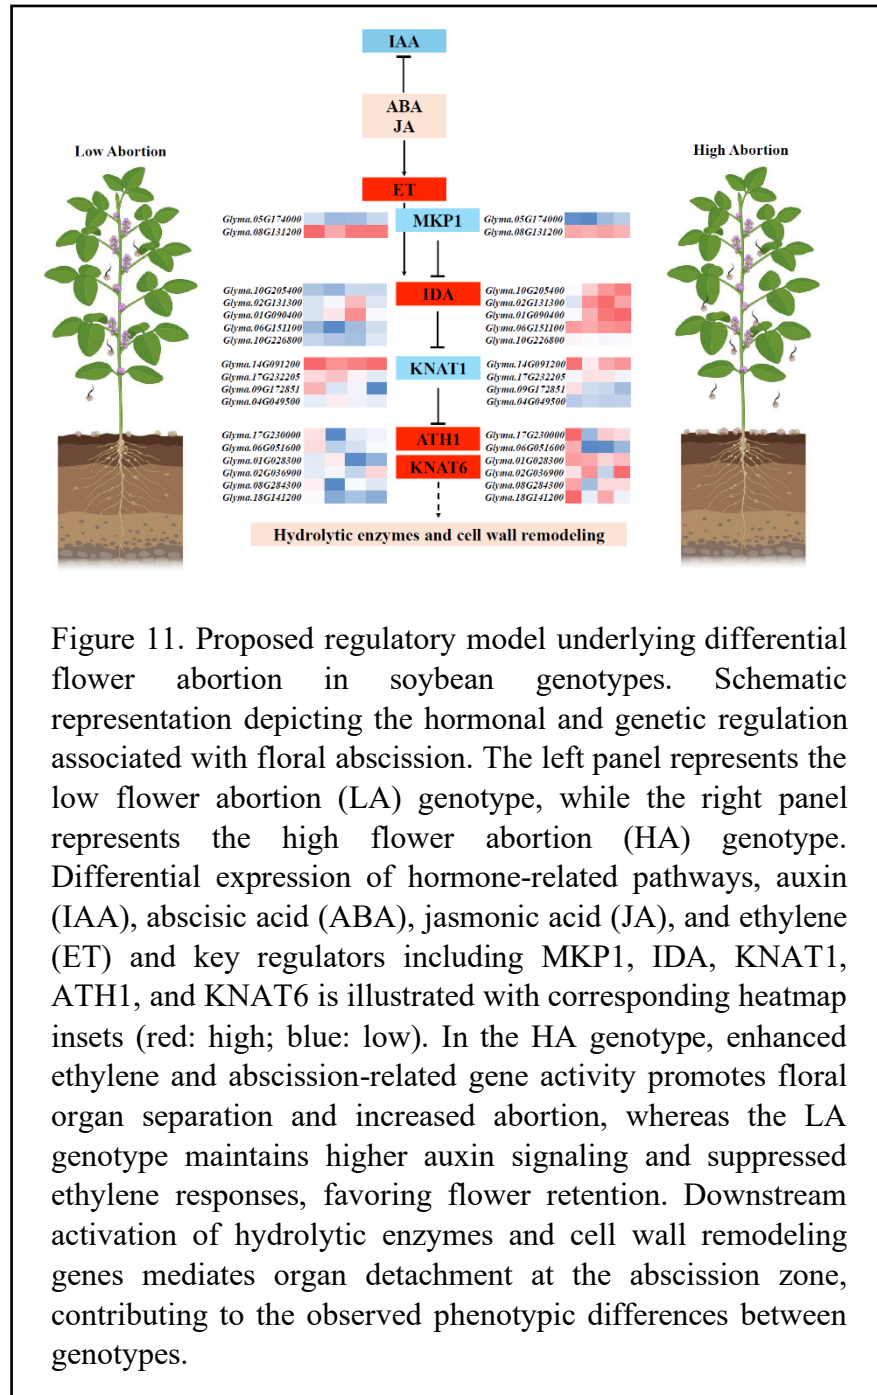 IAA
ABA
JA
Low Abortion
High Abortion
ET
Glyma.05G174000
Glyma.08G131200
MKP1
Glyma.05G174000
Glyma.08G131200
Glyma.10G205400
Glyma.02G131300
Glyma.01G090400
Glyma.06G151100
Glyma.10G226800
IDA
Glyma.10G205400
Glyma.02G131300
Glyma.01G090400
Glyma.06G151100
Glyma.10G226800
Glyma.14G091200
Glyma.17G232205
Glyma.09G172851
Glyma.04G049500
KNAT1
Glyma.14G091200
Glyma.17G232205
Glyma.09G172851
Glyma.04G049500
Glyma.17G230000
Glyma.06G051600
Glyma.01G028300
Glyma.02G036900
Glyma.08G284300
Glyma.18G141200
ATH1
KNAT6
Glyma.17G230000
Glyma.06G051600
Glyma.01G028300
Glyma.02G036900
Glyma.08G284300
Glyma.18G141200
Hydrolytic enzymes and cell wall remodeling
Figure 11. Proposed regulatory model underlying differential
flower abortion in soybean genotypes. Schematic
representation depicting the hormonal and genetic regulation
associated with floral abscission. The left panel represents the
low flower abortion (LA) genotype, while the right panel
represents the high flower abortion (HA) genotype.
Differential expression of hormone-related pathways, auxin
(IAA), abscisic acid (ABA), jasmonic acid (JA), and ethylene
(ET) and key regulators including MKP1, IDA, KNAT1,
ATH1, and KNAT6 is illustrated with corresponding heatmap
insets (red: high; blue: low). In the HA genotype, enhanced
ethylene and abscission-related gene activity promotes floral
organ separation and increased abortion, whereas the LA
genotype maintains higher auxin signaling and suppressed
ethylene responses, favoring flower retention. Downstream
activation of hydrolytic enzymes and cell wall remodeling
genes mediates organ detachment at the abscission zone,
contributing to the observed phenotypic differences between
genotypes.